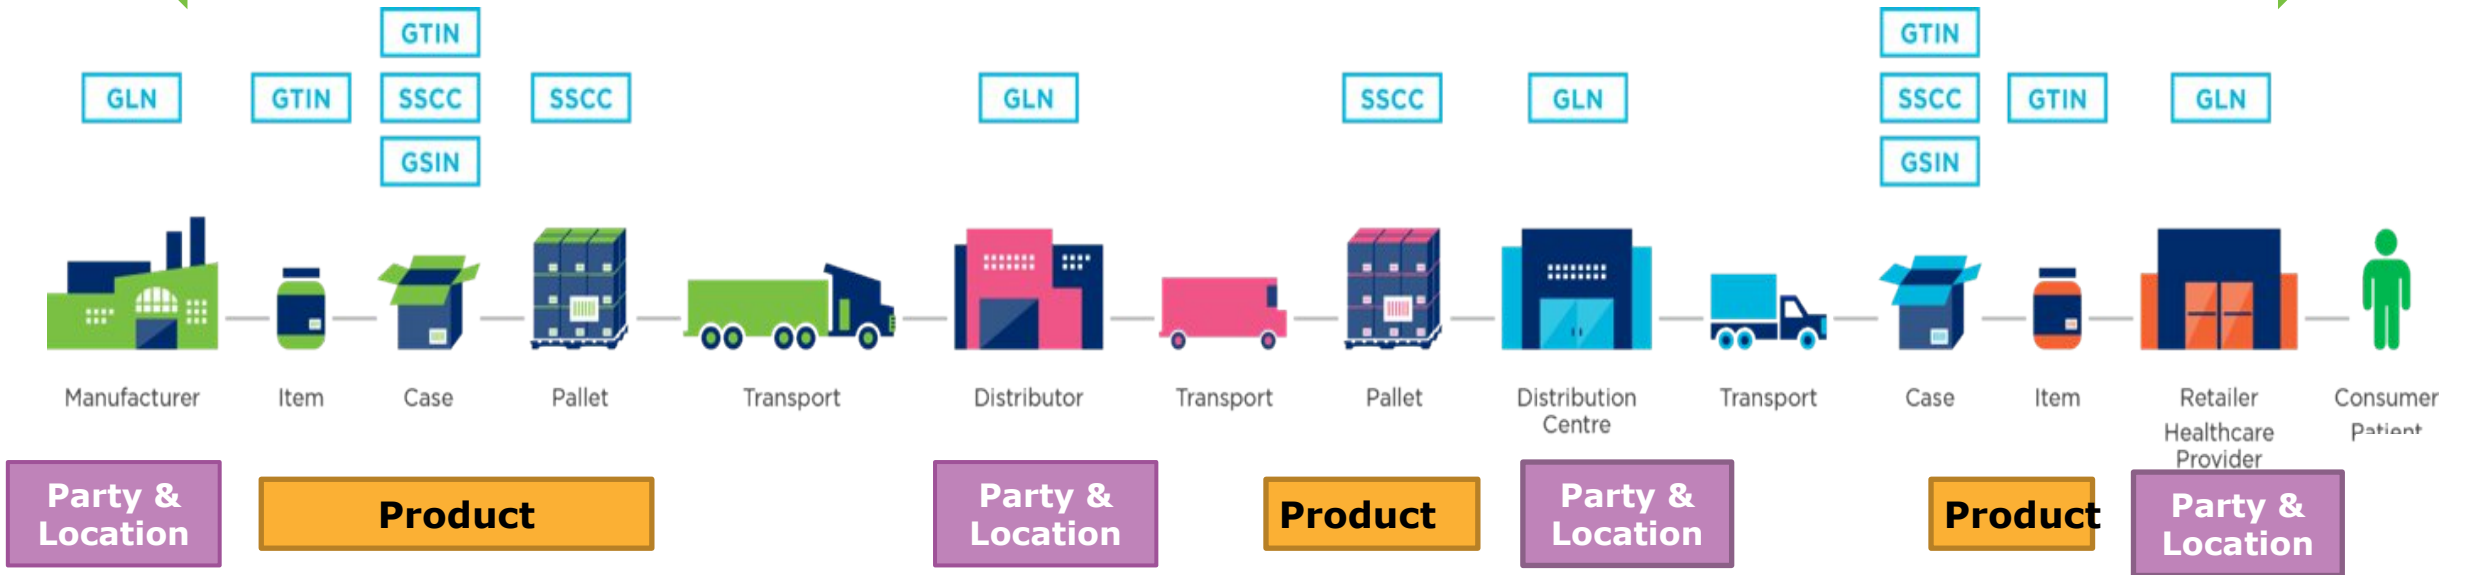 GTIN
GTIN
GLN
GTIN
SSCC
SSCC
GLN
SSCC
GLN
SSCC
GTIN
GLN
GSIN
GSIN
Manufacturer
Item
Case
Pallet
Transport
Distributor
Transport
Pallet
Distribution
Centre
Transport
Case
Item
Retailer
Healthcare
Provider
Consumer
Patient
Party &
Location
Product
Party &
Location
Product
Party &
Location
Product
Party &
Location